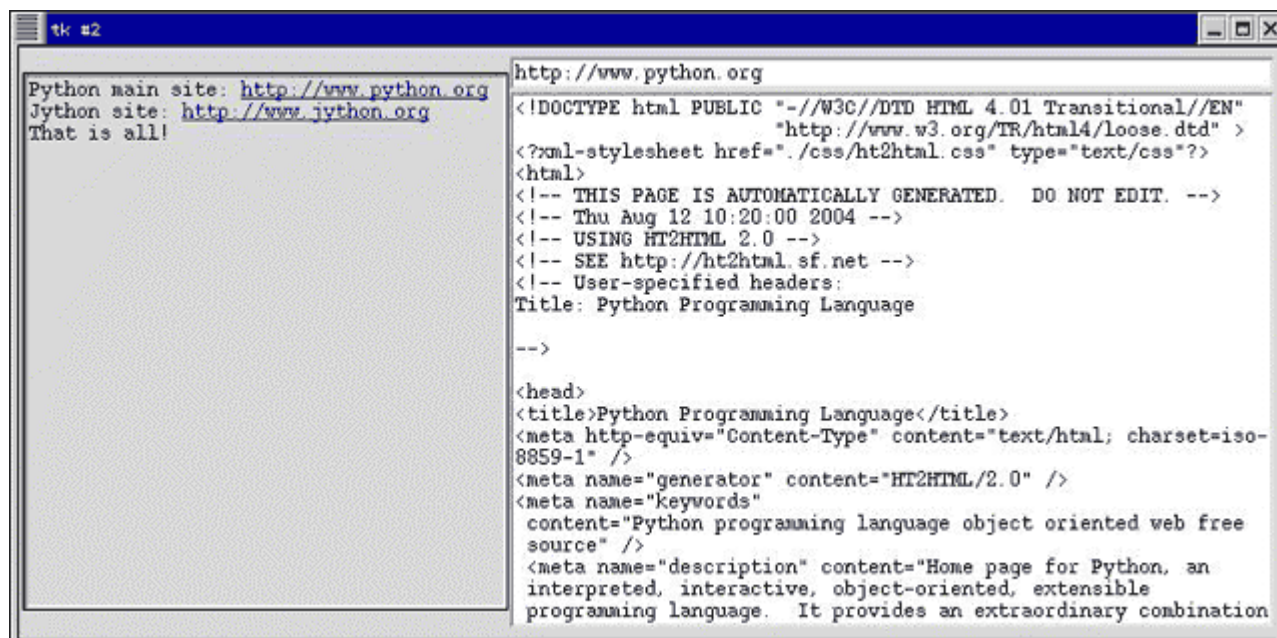 tk #2
Python main site: http://www.python.org
Jython site: http://www.jython.org
That is all!
http://www.python.org
<!DOCTYPE html PUBLIC "-//W3C//DTD HTML 4.01 Transitional//EN"
"http://www.w3.org/TR/html4/loose.dtd" >
<?xml-stylesheet href="./css/ht2html.css" type="text/css"?>
<html>
<!-- THIS PAGE IS AUTOMATICALLY GENERATED.  DO NOT EDIT. -->
<!-- Thu Aug 12 10:20:00 2004 -->
<!-- USING HT2HTML 2.0 -->
<!-- SEE http://ht2html.sf.net -->
<!-- User-specified headers:
Title: Python Programming Language
-->
<head>
<title>Python Programming Language</title>
<meta http-equiv="Content-Type" content="text/html; charset=iso-
8859-1" />
<meta name="generator" content="HT2HTML/2.0" />
<meta name="keywords"
content="Python programming language object oriented web free
source" />
<meta name="description" content="Home page for Python, an
interpreted, interactive, object-oriented, extensible
programming language.  It provides an extraordinary combination